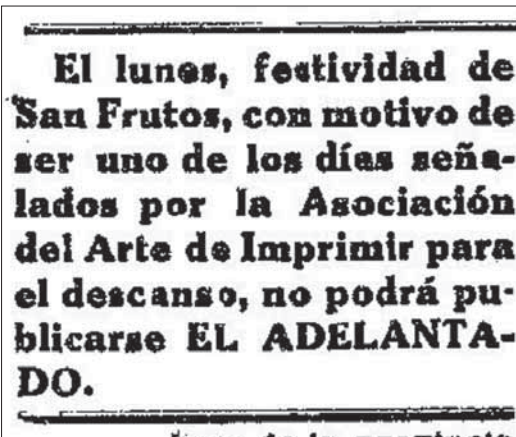 El lunes, festividad de
San Frutos, con motivo de
ser uno de los días seña-
lados por la Asociación
del Arte de Imprimir para
el descanso, no podrá pu-
blicarse EL ADELANTA-
DO.